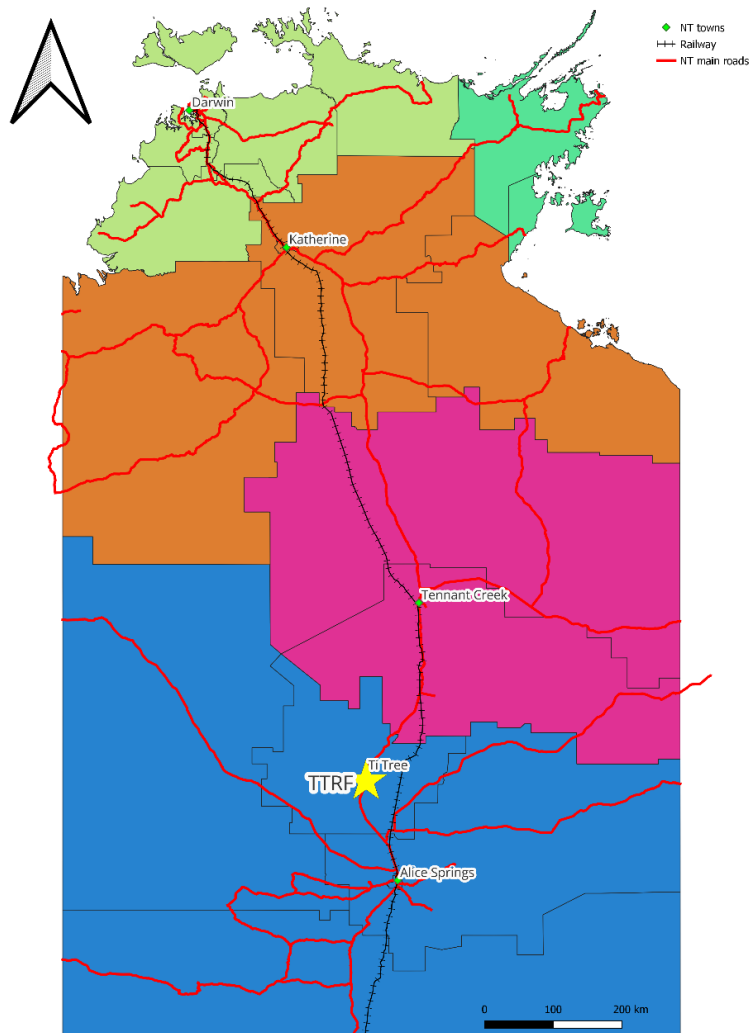 NT towns
Railway
NT main roads
Darwin
Katherine
Tennant Creek
Ti Tree
TTRF
Alice Springs
0 100 200 km